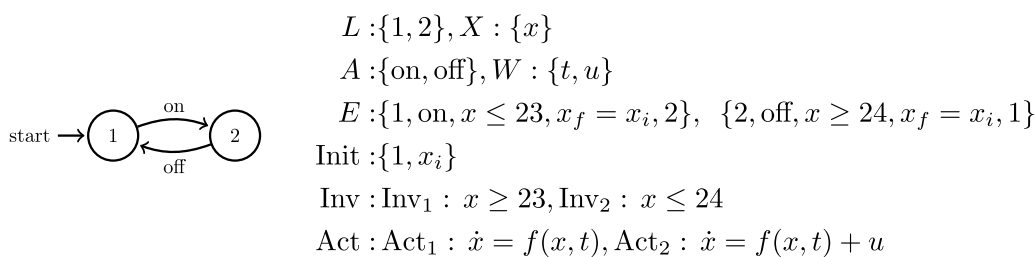 L :{1, 2}, X : {x}
A :{on, off}, W : {t, u}
E :{1, on, x ≤ 23, x_f = x_i, 2}, {2, off, x ≥ 24, x_f = x_i, 1}
Init :{1, x_i}
Inv : Inv_1 : x ≥ 23, Inv_2 : x ≤ 24
Act : Act_1 : ẋ = f(x, t), Act_2 : ẋ = f(x, t) + u
on
start 1 2
off